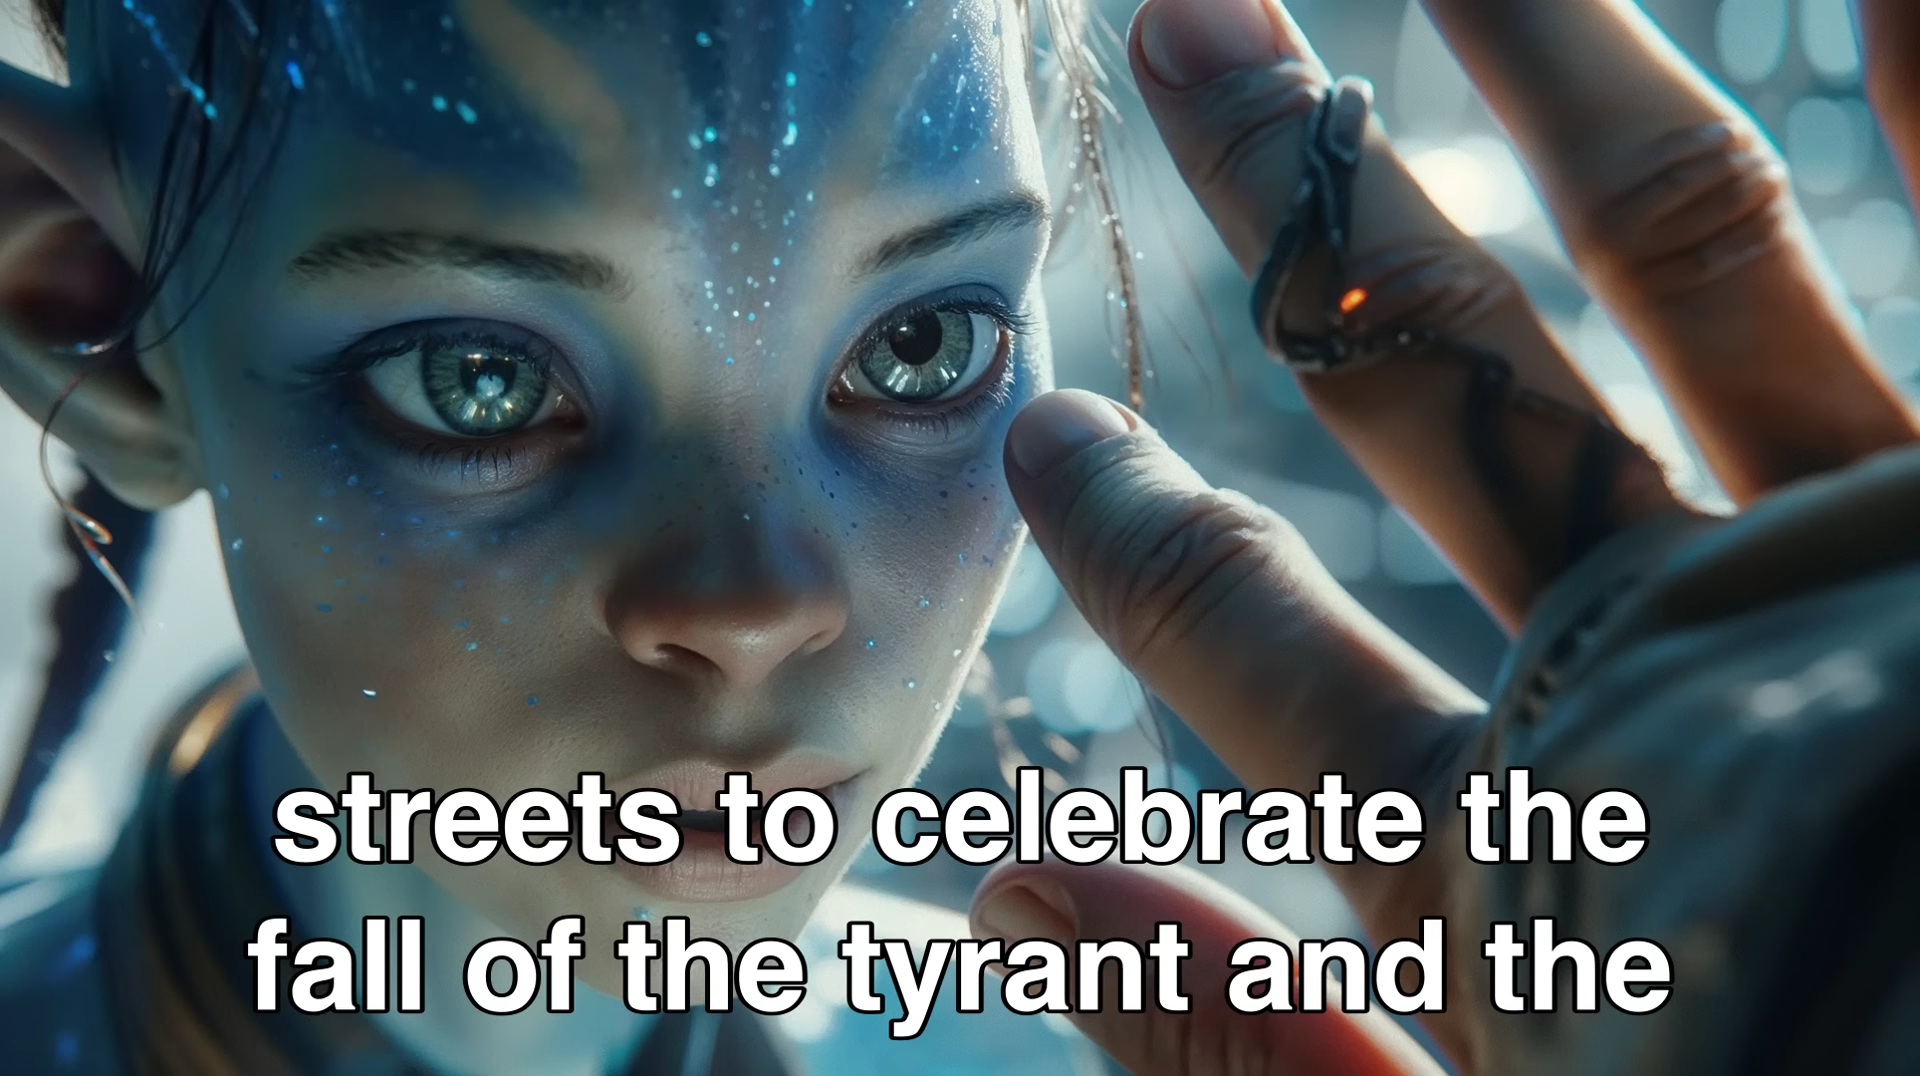 streets to celebrate the
fall of the tyrant and the